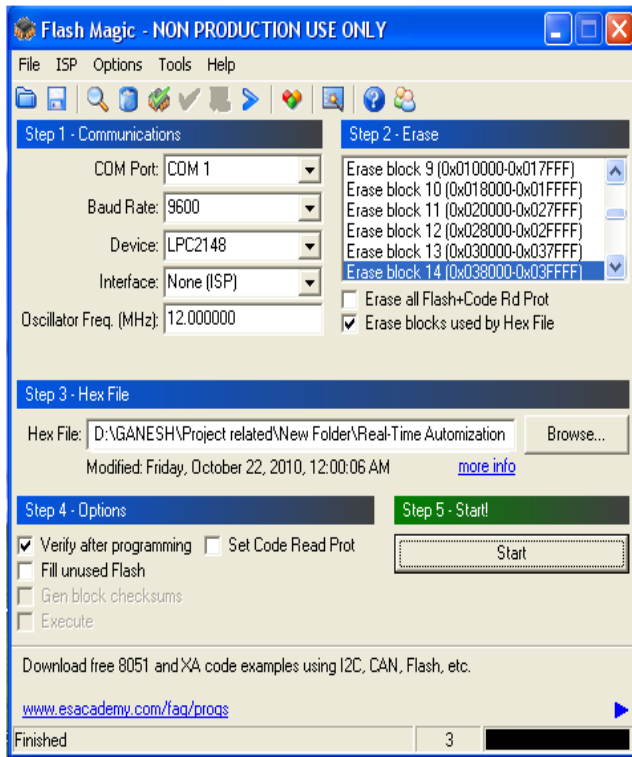 Flash Magic - NON PRODUCTION USE ONLY
File ISP Options Tools Help
Step 1 - Communications
COM Port: COM 1
Baud Rate: 9600
Device: LPC2148
Interface: None (ISP)
Oscillator Freq. (MHz): 12.000000
Step 2 - Erase
Erase block 9 (0x010000-0x017FFF)
Erase block 10 (0x018000-0x01FFFF)
Erase block 11 (0x020000-0x027FFF)
Erase block 12 (0x028000-0x02FFFF)
Erase block 13 (0x030000-0x037FFF)
Erase block 14 (0x038000-0x03FFFF)
Erase all Flash+Code Rd Prot
Erase blocks used by Hex File
Step 3 - Hex File
Hex File: D:\GANESH\Project related\New Folder\Real-Time Automization Browse...
Modified: Friday, October 22, 2010, 12:00:06 AM more info
Step 4 - Options
Verify after programming Set Code Read Prot
Fill unused Flash
Gen block checksums
Execute
Step 5 - Start!
Start
Download free 8051 and XA code examples using I2C, CAN, Flash, etc.
www.esacademy.com/faq/progs
Finished 3